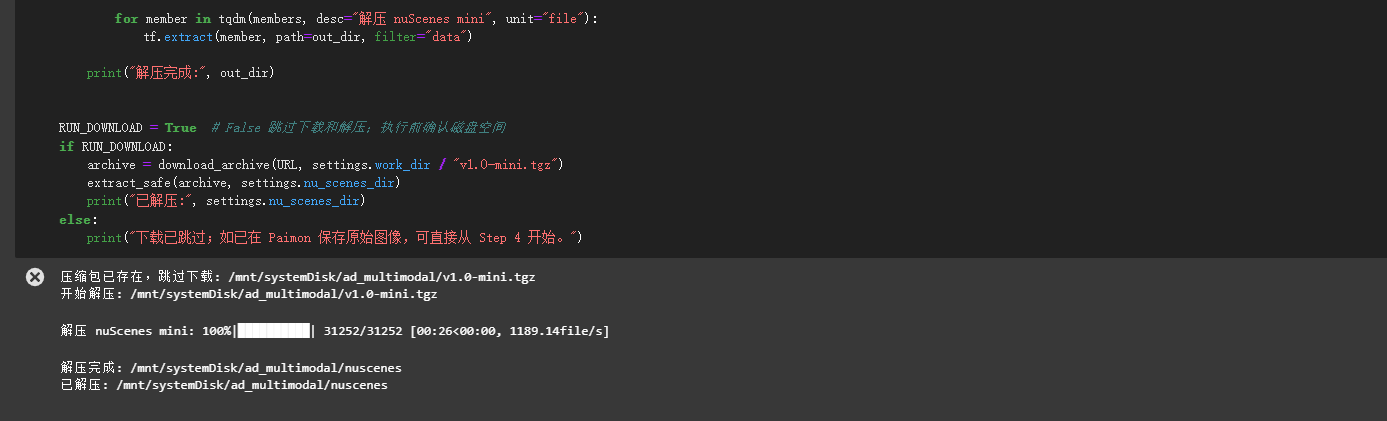 for member in tqdm(members, desc="解压 nuScenes mini", unit="file"):
tf.extract(member, path=out_dir, filter="data")
print("解压完成:", out_dir)
RUN_DOWNLOAD = True  # False 跳过下载和解压；执行前确认磁盘空间
if RUN_DOWNLOAD:
archive = download_archive(URL, settings.work_dir / "v1.0-mini.tgz")
extract_safe(archive, settings.nu_scenes_dir)
print("已解压:", settings.nu_scenes_dir)
else:
print("下载已跳过；如已在 Paimon 保存原始图像，可直接从 Step 4 开始。")
压缩包已存在，跳过下载: /mnt/systemDisk/ad_multimodal/v1.0-mini.tgz
开始解压: /mnt/systemDisk/ad_multimodal/v1.0-mini.tgz
解压 nuScenes mini: 100%|██████████| 31252/31252 [00:26<00:00, 1189.14file/s]
解压完成: /mnt/systemDisk/ad_multimodal/nuscenes
已解压: /mnt/systemDisk/ad_multimodal/nuscenes